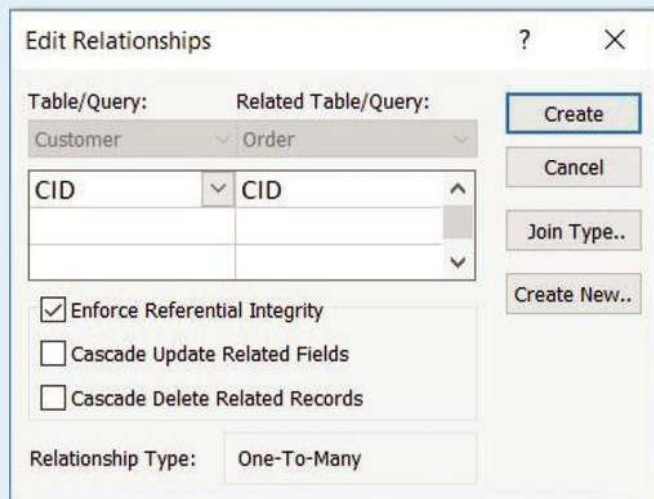 Edit Relationships ?
Table/Query: Related Table/Query:
Customer Order
CID CID
Enforce Referential Integrity
Cascade Update Related Fields
Cascade Delete Related Records
Relationship Type: One-To-Many
Create
Cancel
Join Type..
Create New..